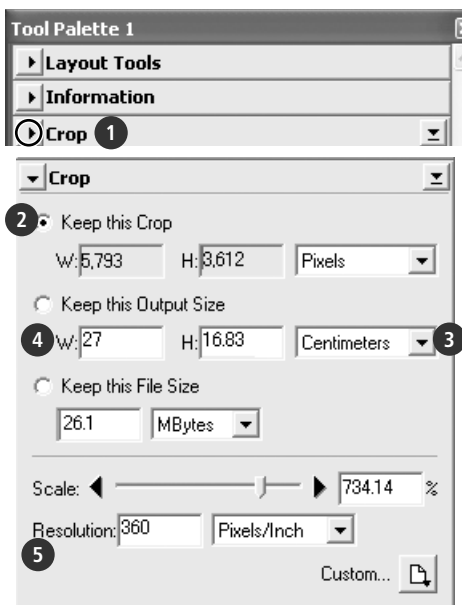 Tool Palette 1
Layout Tools
Information
Crop 1
Crop
2 Keep this Crop
W: 5,793 H: 3,612 Pixels
Keep this Output Size
4 W: 27 H: 16.83 Centimeters 3
Keep this File Size
26.1 MBytes
Scale: 734.14 %
Resolution: 360 Pixels/Inch
5
Custom...